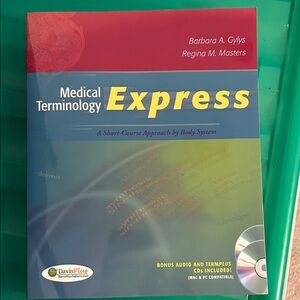 Barbara A. Gylys
Regina M. Masters
Medical
Terminology
Express
A Short-Course Approach by Body System
BONUS AUDIO AND TERMPLUS
CDs INCLUDED!
(MAC & PC COMPATIBLE)
DavisPlus